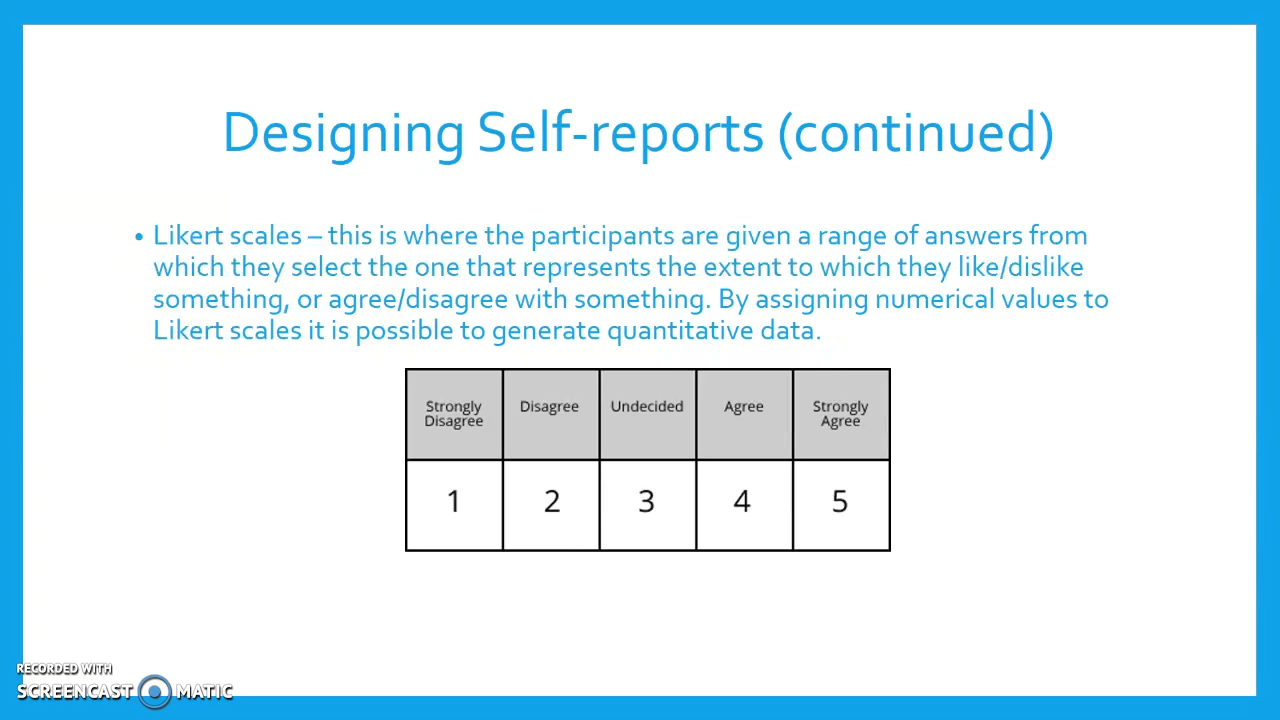 Designing Self-reports (continued)
• Likert scales – this is where the participants are given a range of answers from
which they select the one that represents the extent to which they like/dislike
something, or agree/disagree with something. By assigning numerical values to
Likert scales it is possible to generate quantitative data.
Strongly Disagree Disagree Undecided Agree Strongly Agree
1 2 3 4 5
RECORDED WITH
SCREENCAST MATIC